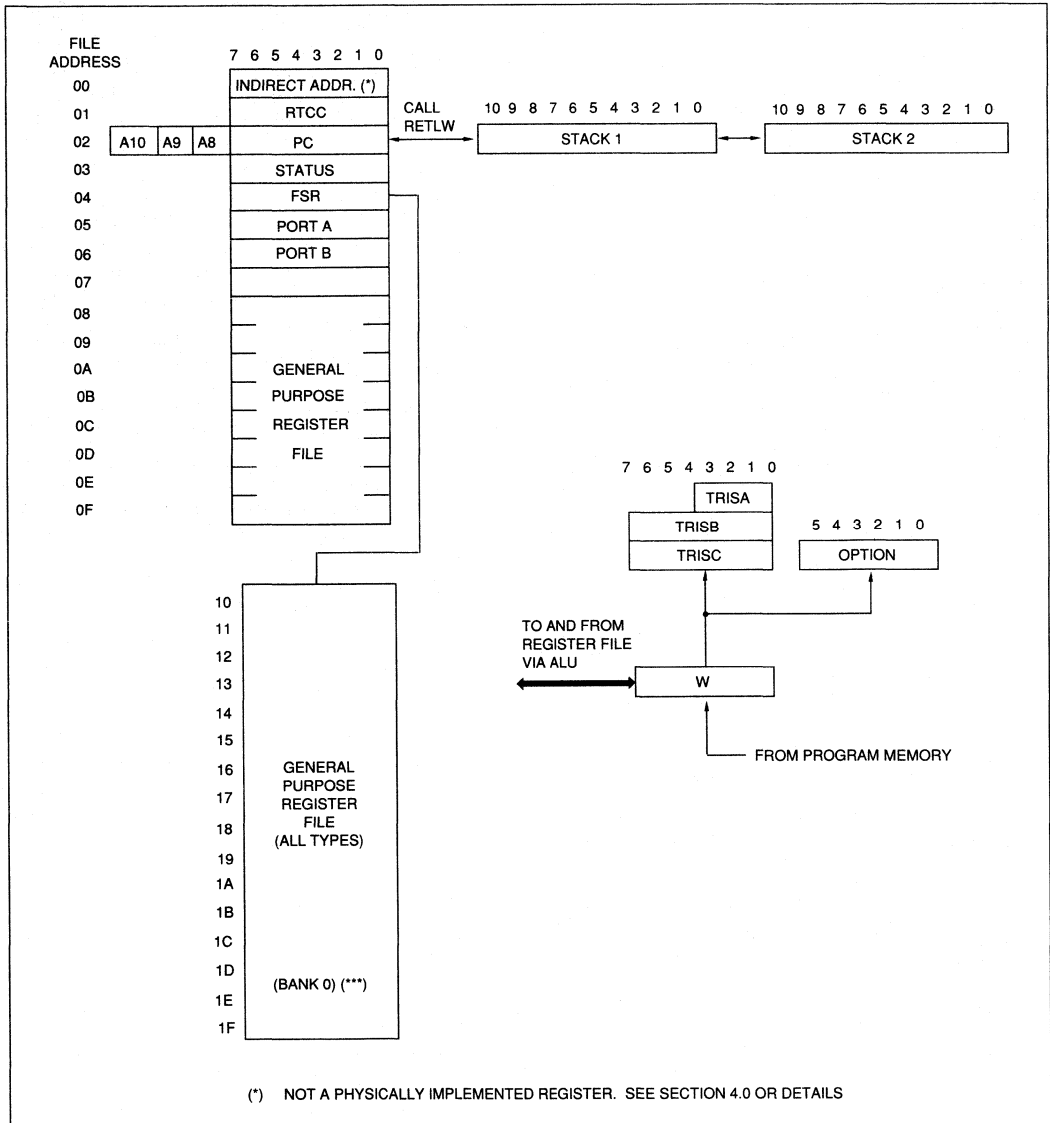 FILE
ADDRESS
7 6 5 4 3 2 1 0
00 INDIRECT ADDR. (*)
01 RTCC
CALL
RETLW
10 9 8 7 6 5 4 3 2 1 0
10 9 8 7 6 5 4 3 2 1 0
02 A10 A9 A8 PC
STACK 1
STACK 2
03 STATUS
04 FSR
05 PORT A
06 PORT B
07
08
09
0A GENERAL
0B PURPOSE
0C REGISTER
0D FILE
0E
0F
7 6 5 4 3 2 1 0
TRISA
TRISB
TRISC
5 4 3 2 1 0
OPTION
TO AND FROM
REGISTER FILE
VIA ALU
W
FROM PROGRAM MEMORY
10
11
12
13
14
15
16 GENERAL
PURPOSE
17 REGISTER
FILE
18 (ALL TYPES)
19
1A
1B
1C
1D (BANK 0) (***)
1E
1F
(*) NOT A PHYSICALLY IMPLEMENTED REGISTER. SEE SECTION 4.0 OR DETAILS